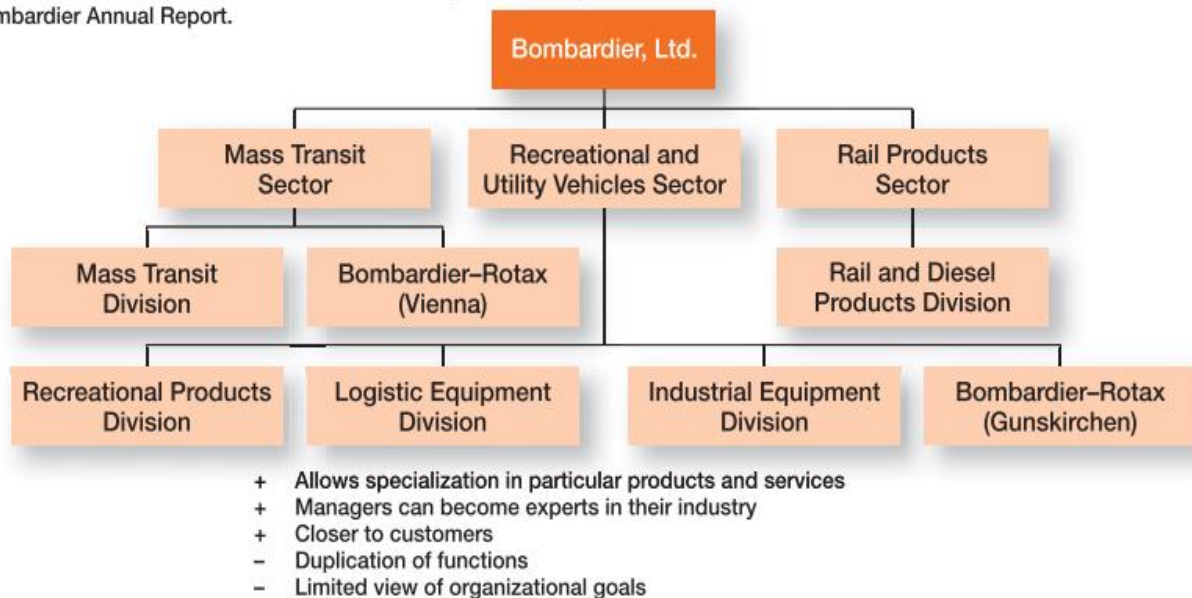 mbardier Annual Report.
Bombardier, Ltd.
Mass Transit
Sector
Recreational and
Utility Vehicles Sector
Rail Products
Sector
Mass Transit
Division
Bombardier–Rotax
(Vienna)
Rail and Diesel
Products Division
Recreational Products
Division
Logistic Equipment
Division
Industrial Equipment
Division
Bombardier–Rotax
(Gunskirchen)
+ Allows specialization in particular products and services
+ Managers can become experts in their industry
+ Closer to customers
– Duplication of functions
– Limited view of organizational goals